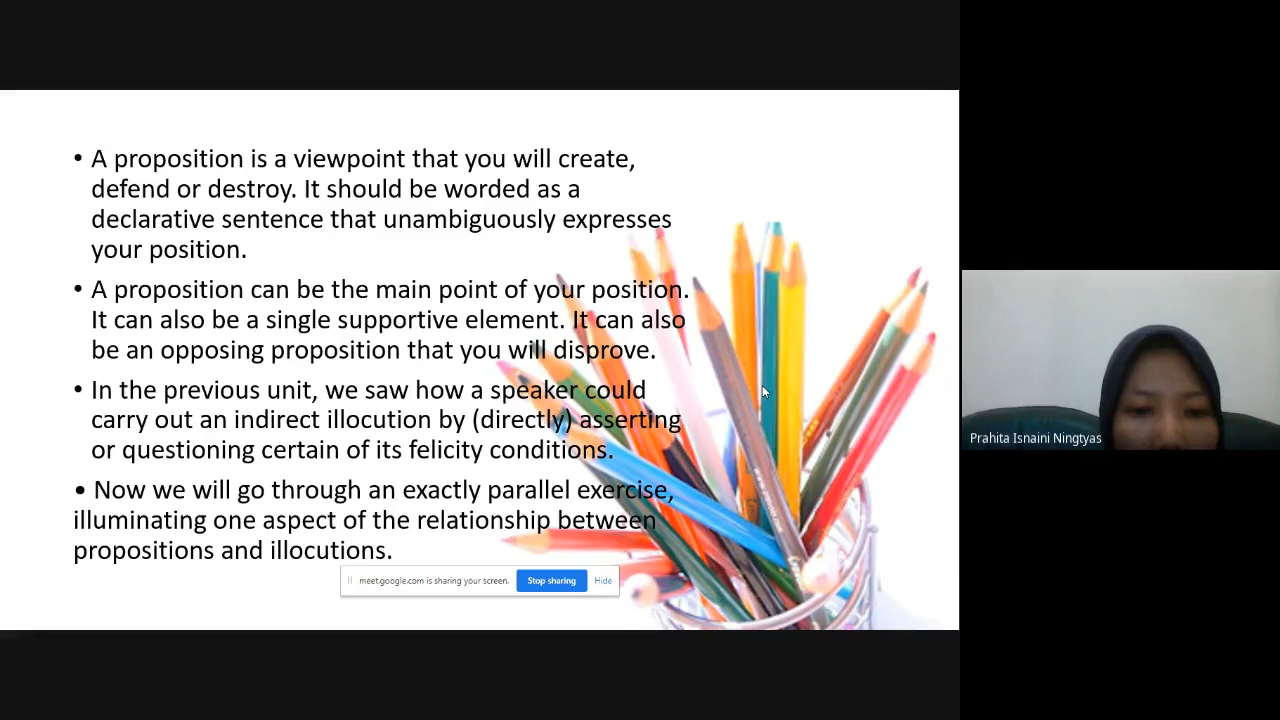 • A proposition is a viewpoint that you will create,
defend or destroy. It should be worded as a
declarative sentence that unambiguously expresses
your position.
• A proposition can be the main point of your position.
It can also be a single supportive element. It can also
be an opposing proposition that you will disprove.
• In the previous unit, we saw how a speaker could
carry out an indirect illocution by (directly) asserting
or questioning certain of its felicity conditions.
• Now we will go through an exactly parallel exercise,
illuminating one aspect of the relationship between
propositions and illocutions.
meet.google.com is sharing your screen. Stop sharing Hide
Prahita Isnaini Ningtyas